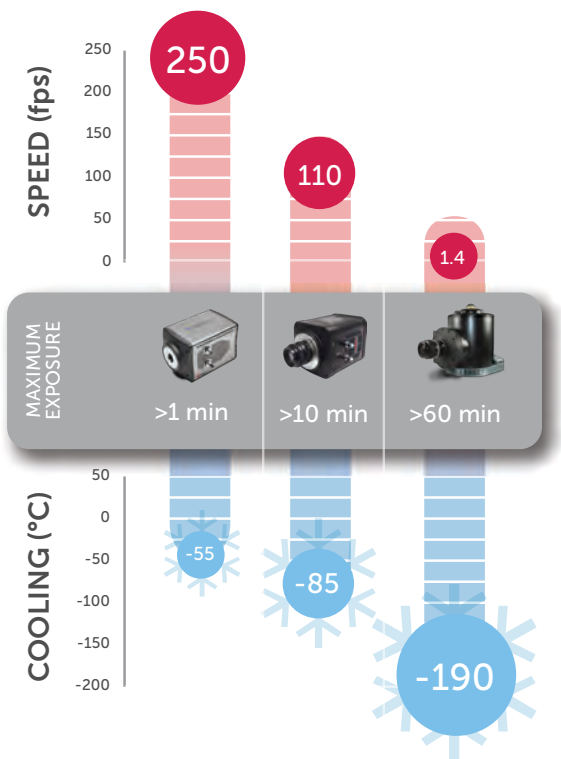 SPEED (fps)
250
200
150
100
50
0
250
110
1.4
MAXIMUM
EXPOSURE
>1 min
>10 min
>60 min
COOLING (°C)
50
0
-50
-100
-150
-200
-55
-85
-190